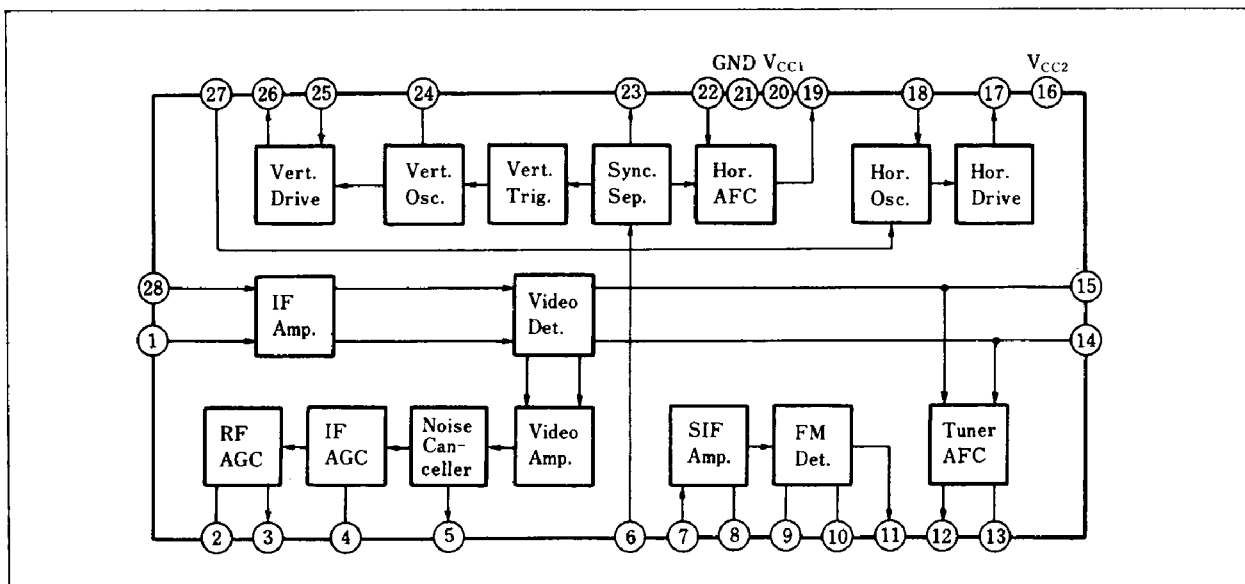 GND VCC1
VCC2
27 26 25 24 23 22 21 20 19 18 17 16
Vert.
Drive
Vert.
Osc.
Vert.
Trig.
Sync.
Sep.
Hor.
AFC
Hor.
Osc.
Hor.
Drive
28
IF
Amp.
Video
Det.
15
1
14
RF
AGC
IF
AGC
Noise
Can-
celler
Video
Amp.
SIF
Amp.
FM
Det.
Tuner
AFC
2 3 4 5 6 7 8 9 10 11 12 13